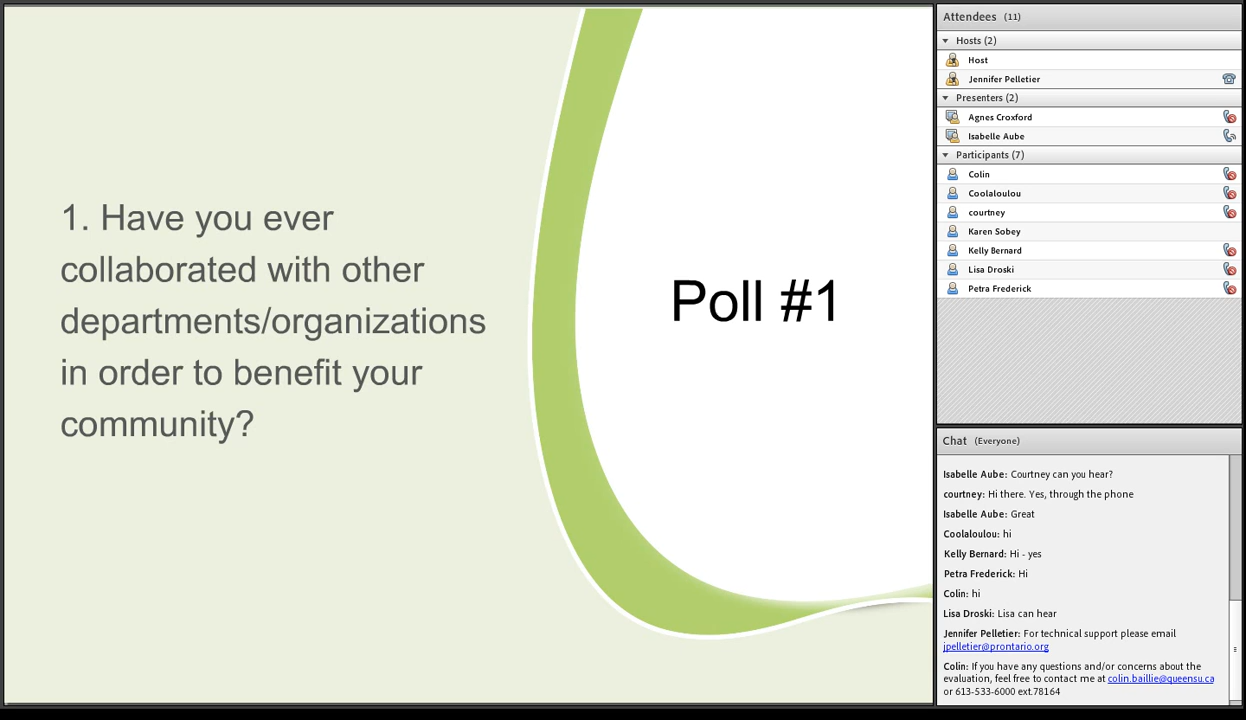 1. Have you ever
collaborated with other
departments/organizations
in order to benefit your
community?
Poll #1
Attendees (11)
Hosts (2)
Host
Jennifer Pelletier
Presenters (2)
Agnes Croxford
Isabelle Aube
Participants (7)
Colin
Coolaloulou
courtney
Karen Sobey
Kelly Bernard
Lisa Droski
Petra Frederick
Chat (Everyone)
Isabelle Aube: Courtney can you hear?
courtney: Hi there. Yes, through the phone
Isabelle Aube: Great
Coolaloulou: hi
Kelly Bernard: Hi - yes
Petra Frederick: Hi
Colin: hi
Lisa Droski: Lisa can hear
Jennifer Pelletier: For technical support please email
jpelletier@prontario.org
Colin: If you have any questions and/or concerns about the
evaluation, feel free to contact me at colin.baillie@queensu.ca
or 613-533-6000 ext.78164